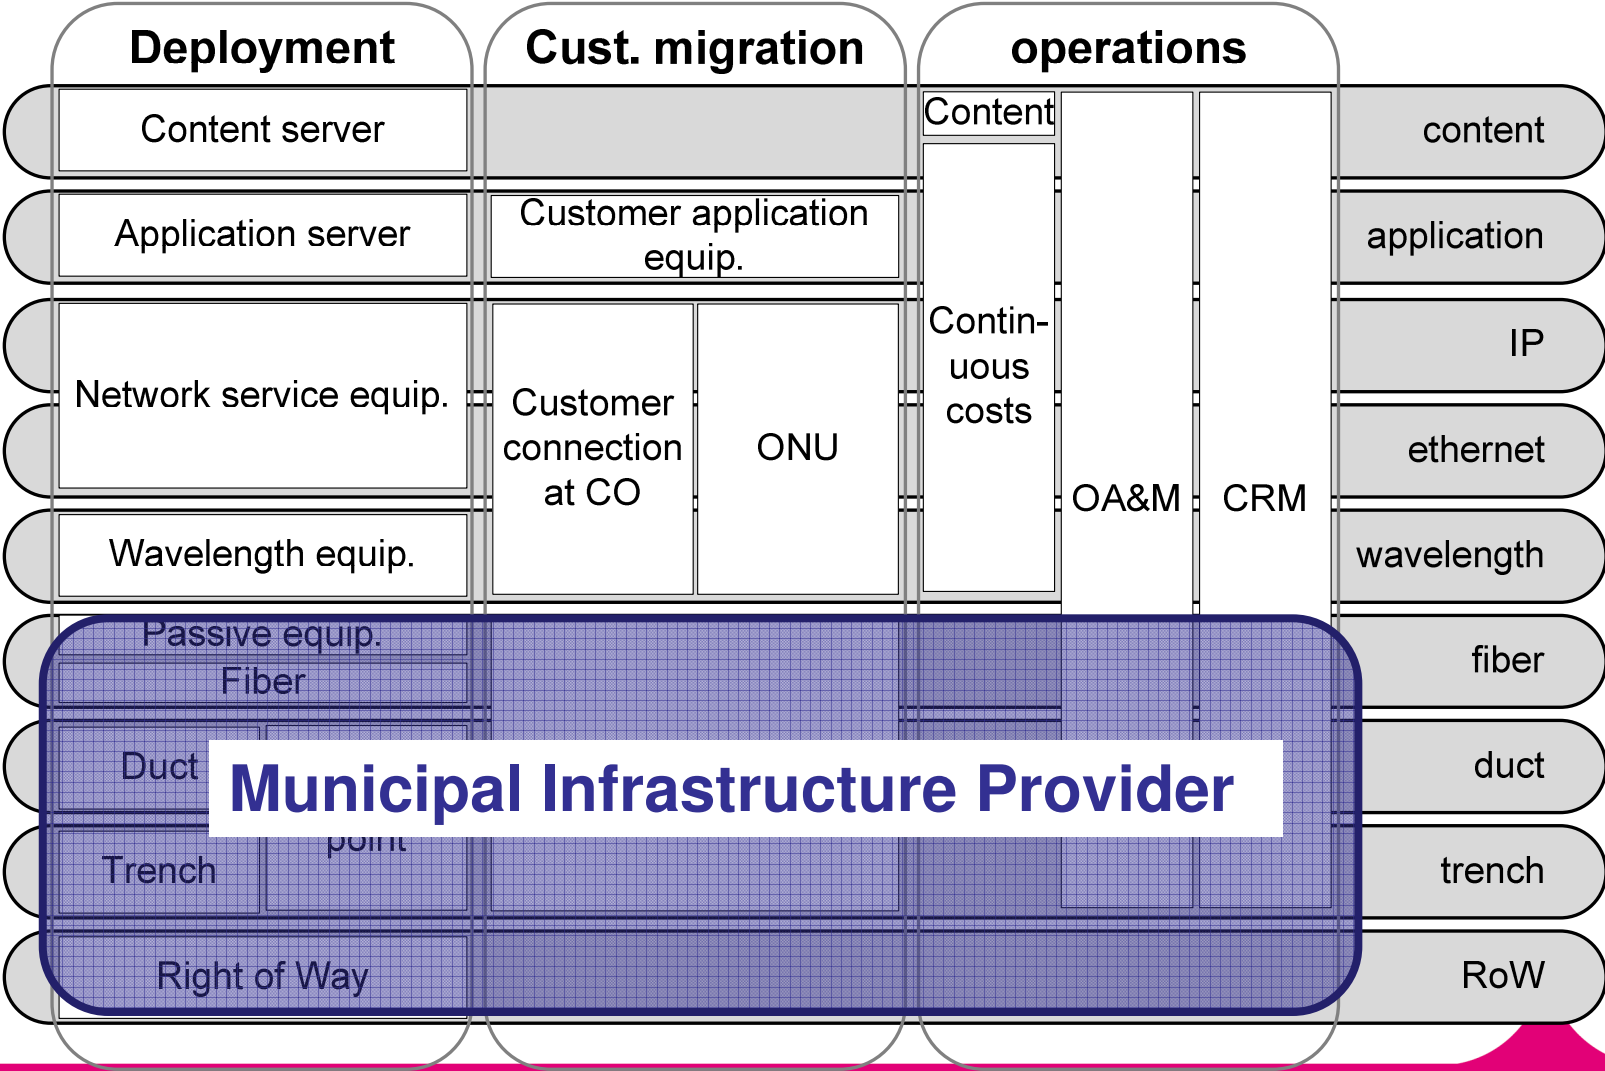 Deployment
Cust. migration
operations
Content server
Content
content
Application server
Customer application
equip.
application
Network service equip.
Customer
connection
at CO
ONU
Contin-
uous
costs
OA&M
CRM
IP
ethernet
Wavelength equip.
wavelength
Passive equip.
Fiber
fiber
Duct
duct
Municipal Infrastructure Provider
point
Trench
trench
Right of Way
RoW